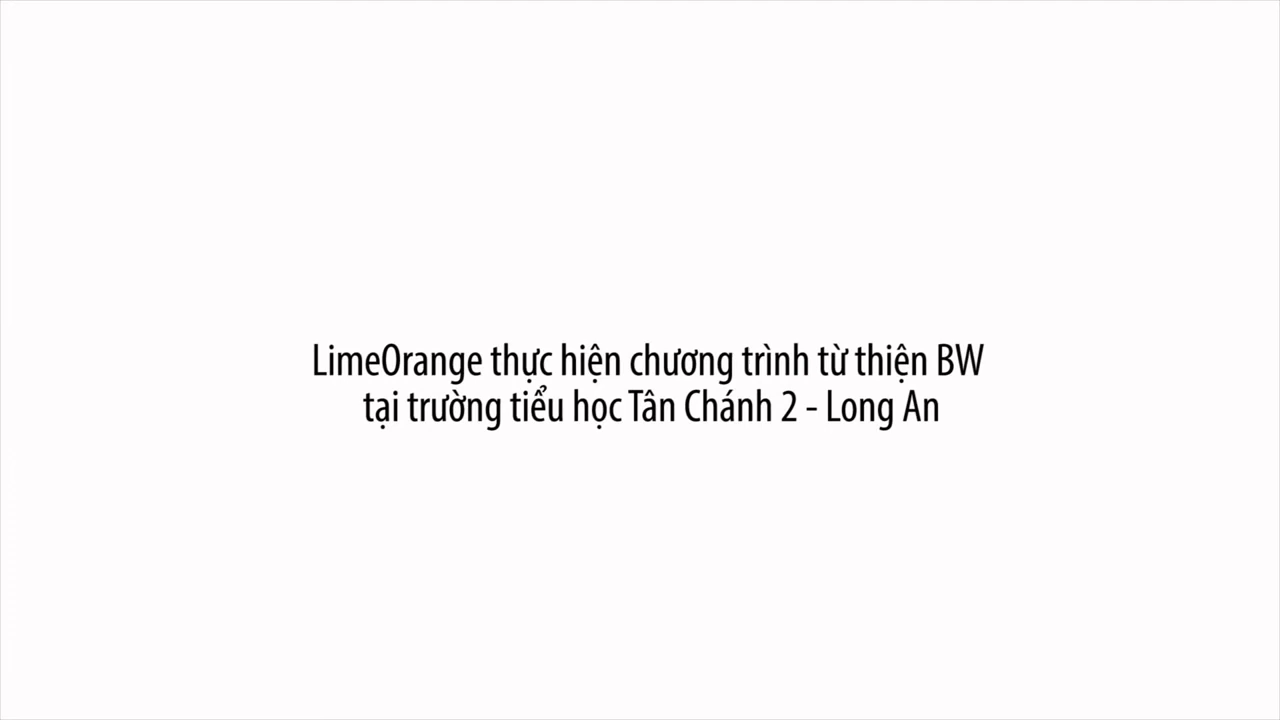 LimeOrange thực hiện chương trình từ thiện BW
tại trường tiểu học Tân Chánh 2 - Long An